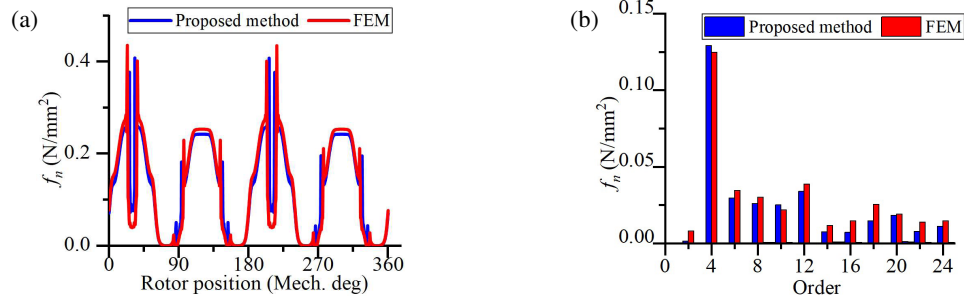 (a)
Proposed method
FEM
0.4
0.2
0.0
fn (N/mm²)
0
90
180
270
360
Rotor position (Mech. deg)
(b)
Proposed method
FEM
0.15
0.10
0.05
0.00
fn (N/mm²)
0
4
8
12
16
20
24
Order